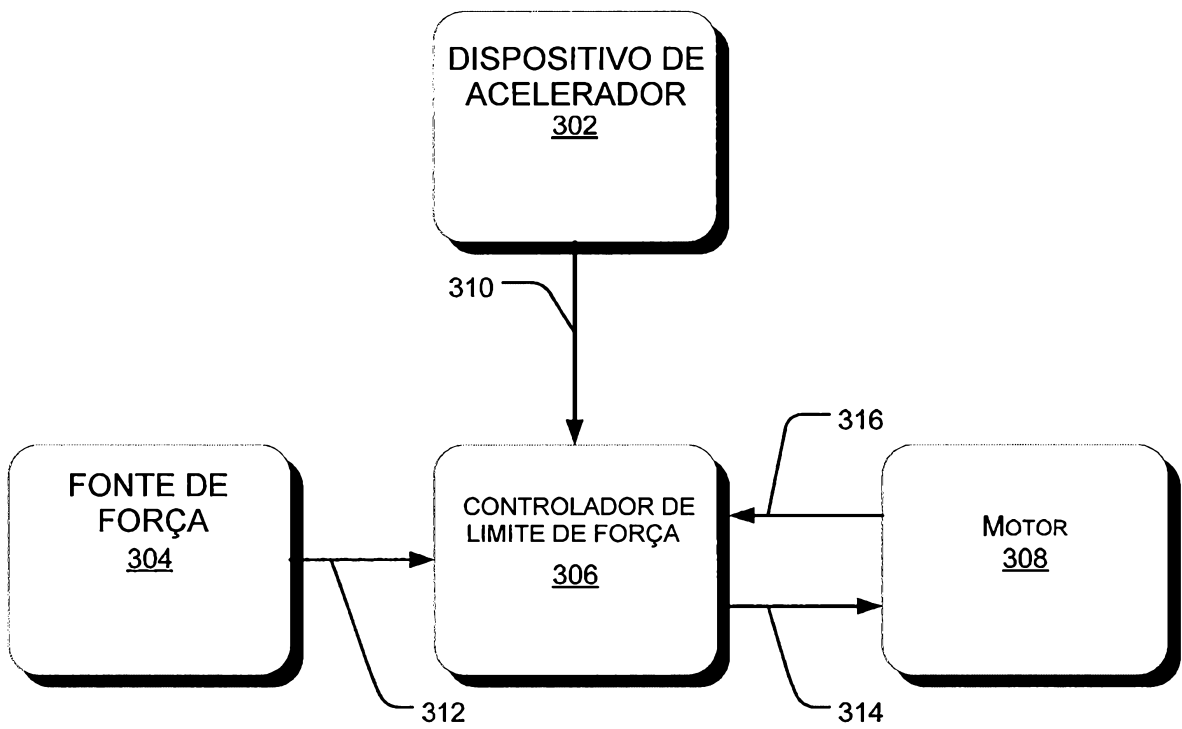 DISPOSITIVO DE
ACELERADOR
302
310
316
FONTE DE
FORÇA
304
CONTROLADOR DE
LIMITE DE FORÇA
306
MOTOR
308
312
314